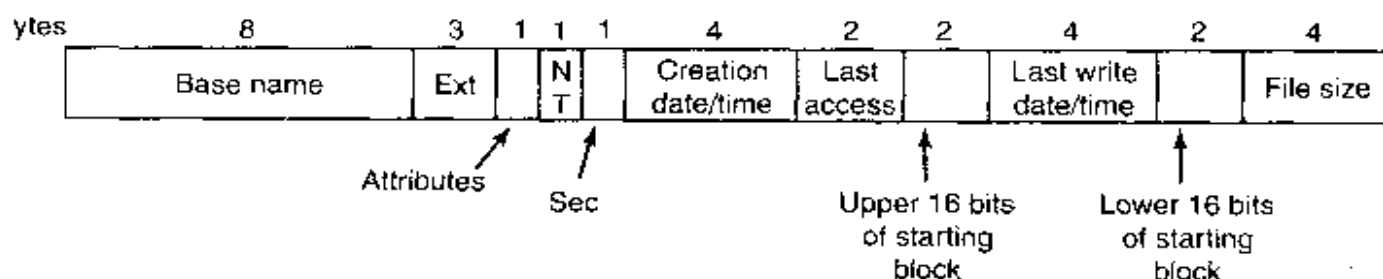 ytes 8 3 1 1 1 4 2 2 4 2 4
Base name Ext N T Creation date/time Last access Last write date/time File size
Attributes
Sec
Upper 16 bits of starting block
Lower 16 bits of starting block